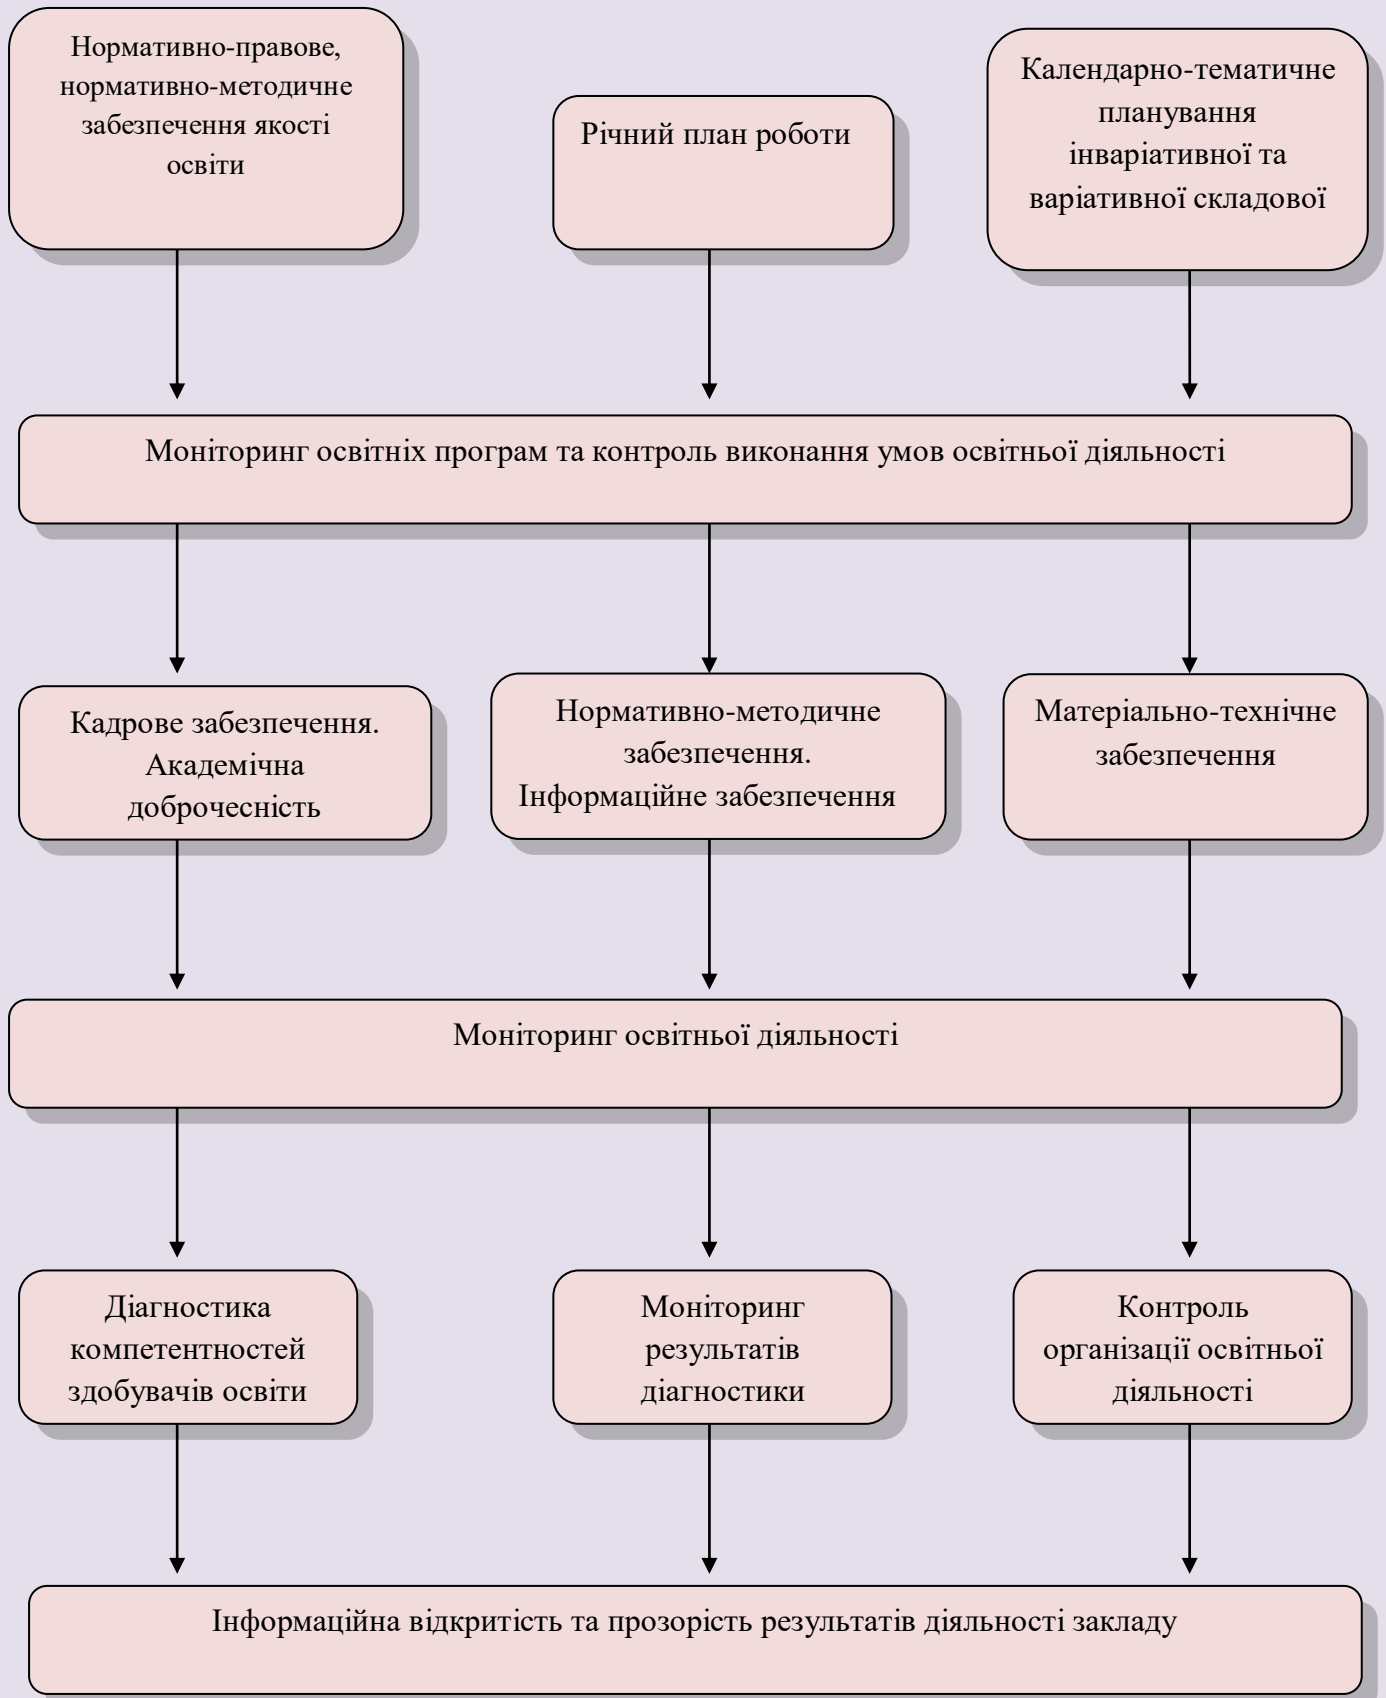 Нормативно-правове,
нормативно-методичне
забезпечення якості
освіти
Річний план роботи
Календарно-тематичне
планування
інваріативної та
варіативної складової
Моніторинг освітніх програм та контроль виконання умов освітньої діяльності
Кадрове забезпечення.
Академічна
доброчесність
Нормативно-методичне
забезпечення.
Інформаційне забезпечення
Матеріально-технічне
забезпечення
Моніторинг освітньої діяльності
Діагностика
компетентностей
здобувачів освіти
Моніторинг
результатів
діагностики
Контроль
організації освітньої
діяльності
Інформаційна відкритість та прозорість результатів діяльності закладу